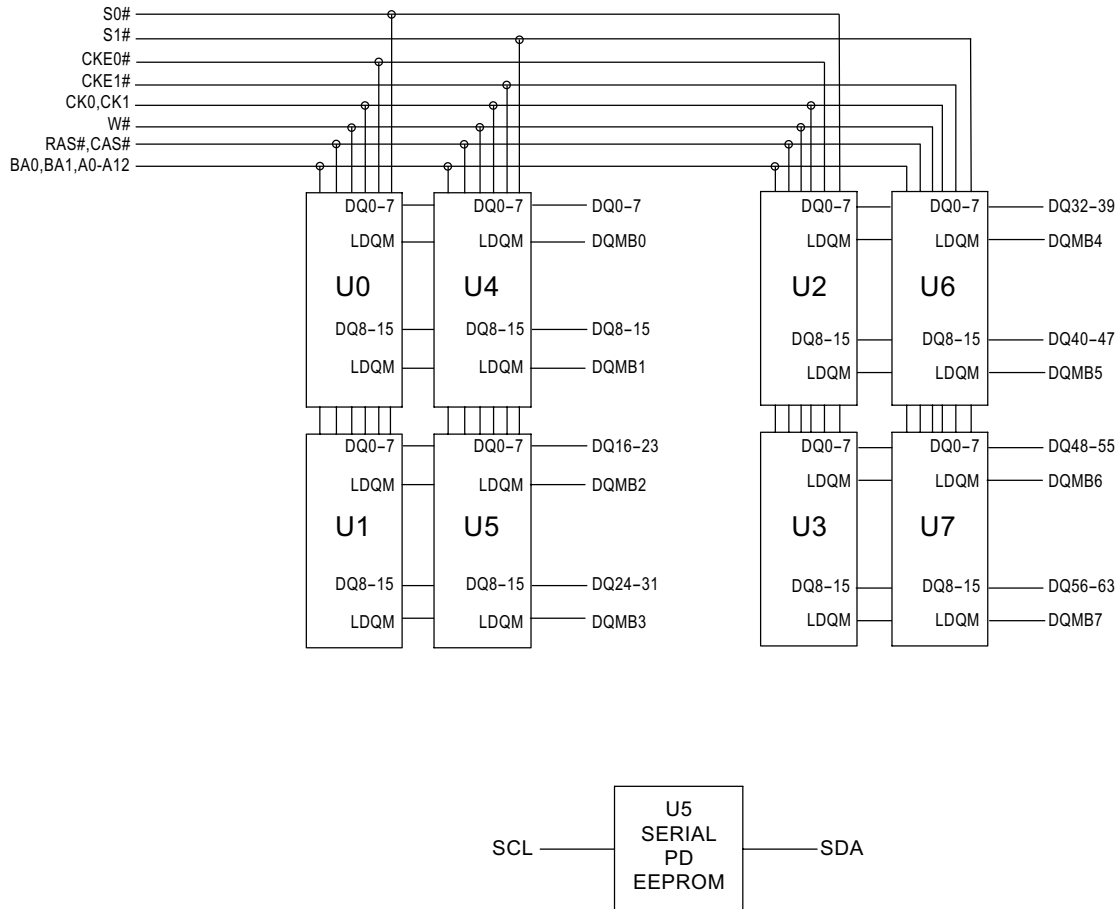 S0#
S1#
CKE0#
CKE1#
CK0,CK1
W#
RAS#,CAS#
BA0,BA1,A0-A12
DQ0-7 DQ0-7 DQ0-7
LDQM LDQM DQMB0
U0 U4
DQ8-15 DQ8-15 DQ8-15
LDQM LDQM DQMB1
DQ0-7 DQ0-7 DQ16-23
LDQM LDQM DQMB2
U1 U5
DQ8-15 DQ8-15 DQ24-31
LDQM LDQM DQMB3
DQ0-7 DQ0-7 DQ32-39
LDQM LDQM DQMB4
U2 U6
DQ8-15 DQ8-15 DQ40-47
LDQM LDQM DQMB5
DQ0-7 DQ0-7 DQ48-55
LDQM LDQM DQMB6
U3 U7
DQ8-15 DQ8-15 DQ56-63
LDQM LDQM DQMB7
U5
SERIAL
PD
EEPROM
SCL
SDA